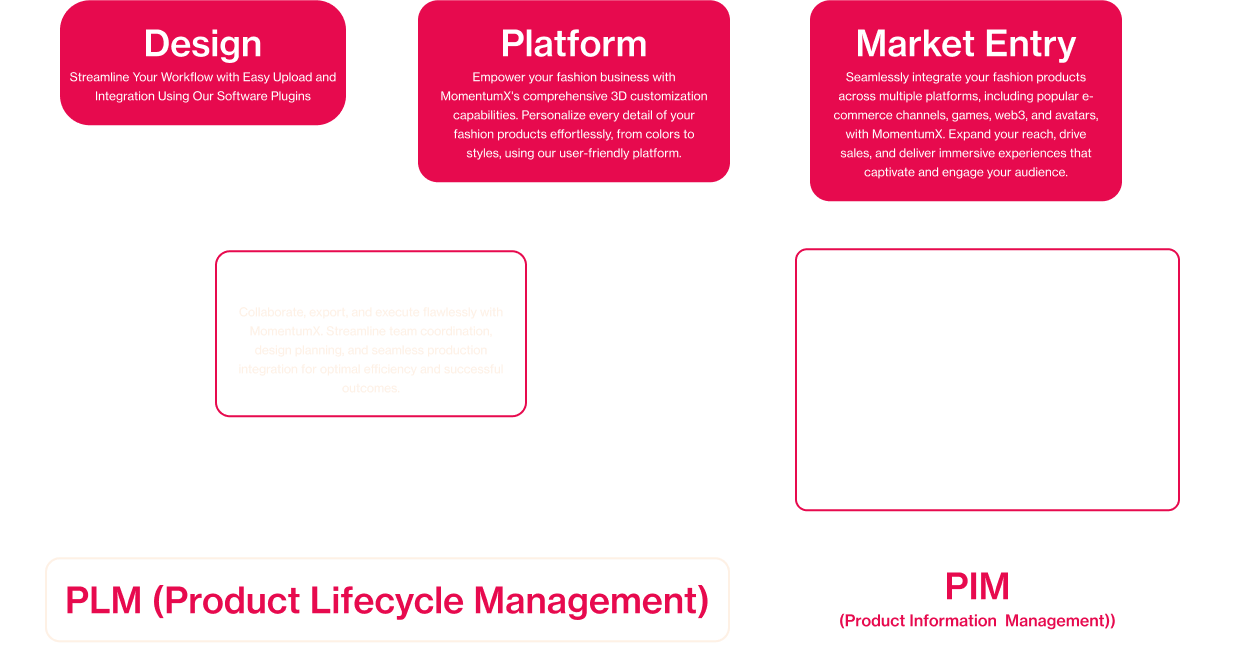 Design
Streamline Your Workflow with Easy Upload and
Integration Using Our Software Plugins
Platform
Empower your fashion business with
MomentumX's comprehensive 3D customization
capabilities. Personalize every detail of your
fashion products effortlessly, from colors to
styles, using our user-friendly platform.
Market Entry
Seamlessly integrate your fashion products
across multiple platforms, including popular e-
commerce channels, games, web3, and avatars,
with MomentumX. Expand your reach, drive
sales, and deliver immersive experiences that
captivate and engage your audience.
Collaborate, export, and execute flawlessly with
MomentumX. Streamline team coordination,
design planning, and seamless production
integration for optimal efficiency and successful
outcomes.
PLM (Product Lifecycle Management)
PIM
(Product Information  Management))